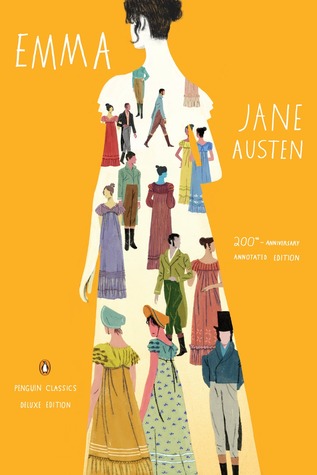 EMMA
JANE
AUSTEN
200TH-ANNIVERSARY
ANNOTATED EDITION
PENGUIN CLASSICS
DELUXE EDITION